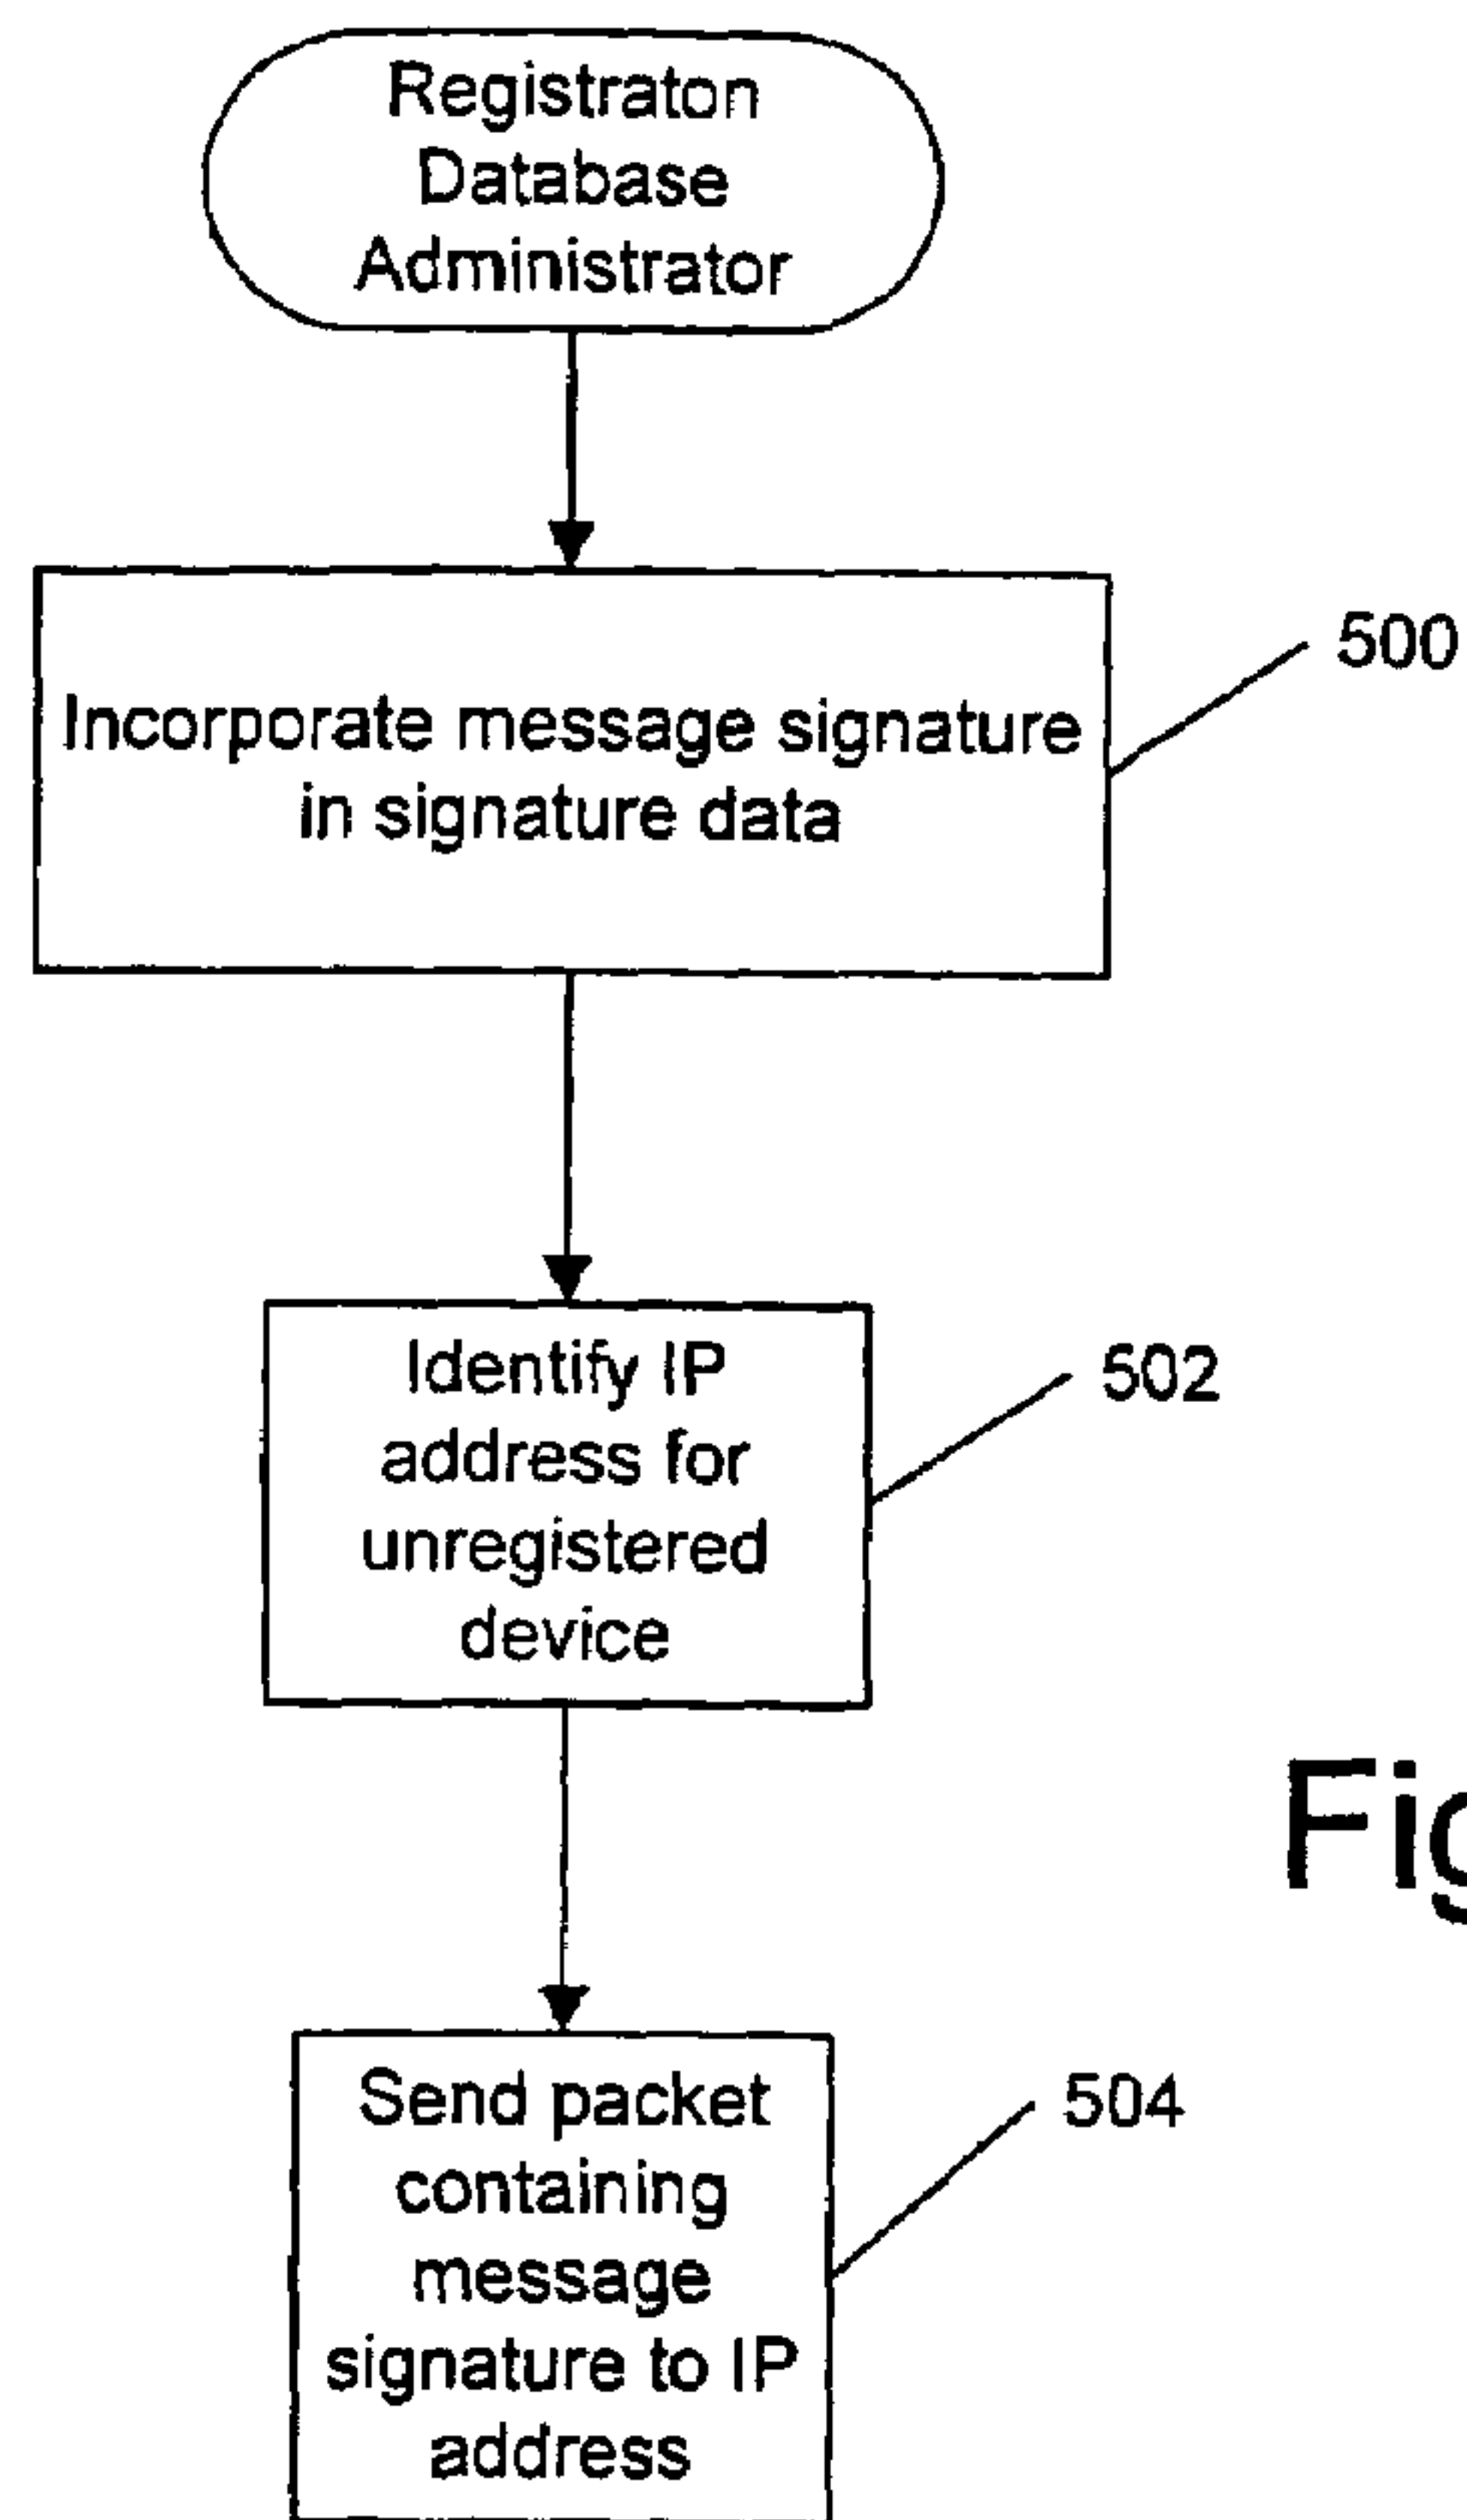 Registraton
Database
Administrator
500
Incorporate message signature
in signature data
502
Identify IP
address for
unregistered
device
Fig
504
Send packet
containing
message
signature to IP
address